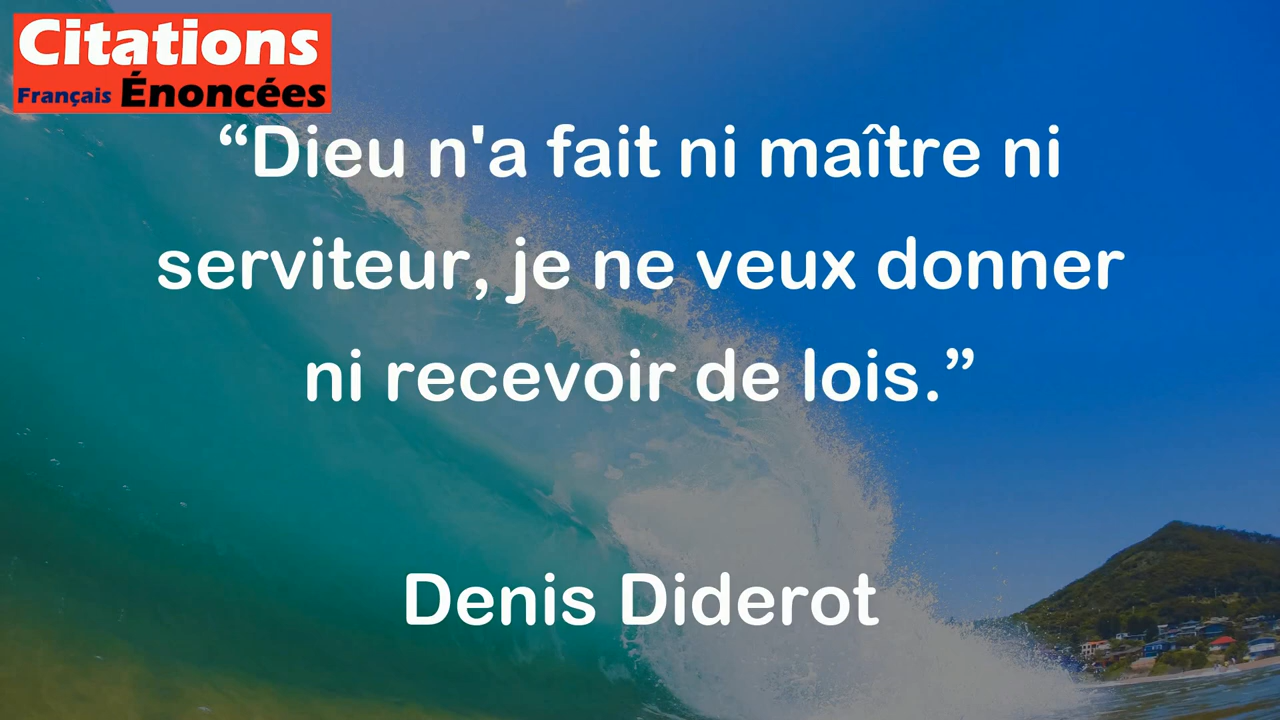 Citations
Français Énoncées
“Dieu n'a fait ni maître ni
serviteur, je ne veux donner
ni recevoir de lois.”
Denis Diderot